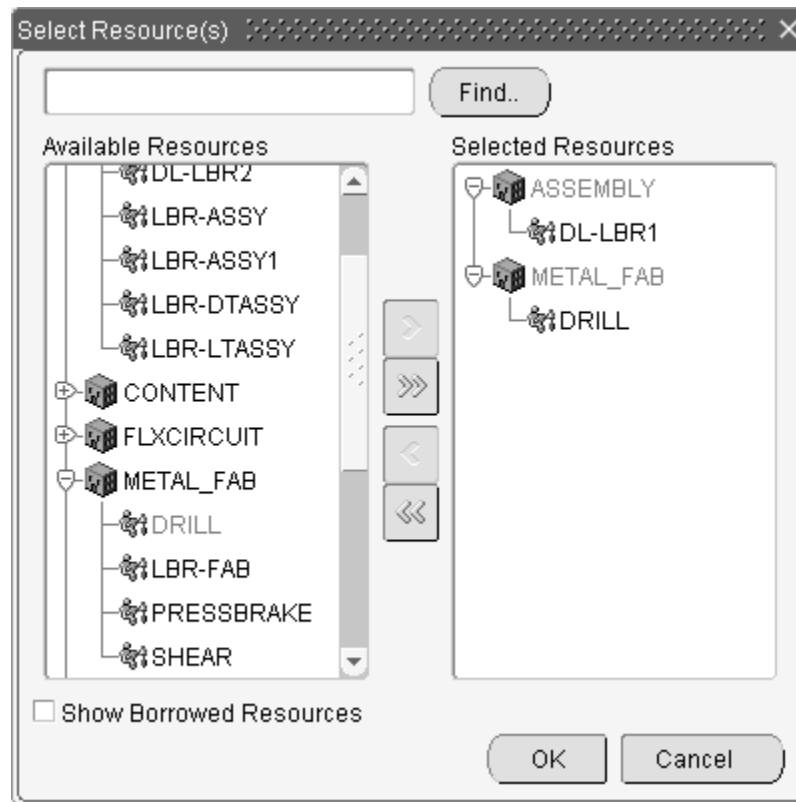 Select Resource(s)
Find..
Available Resources
DL-LBR2
LBR-ASSY
LBR-ASSY1
LBR-DTASSY
LBR-LTASSY
CONTENT
FLXCIRCUIT
METAL_FAB
DRILL
LBR-FAB
PRESSBRAKE
SHEAR
Selected Resources
ASSEMBLY
DL-LBR1
METAL_FAB
DRILL
Show Borrowed Resources
OK
Cancel